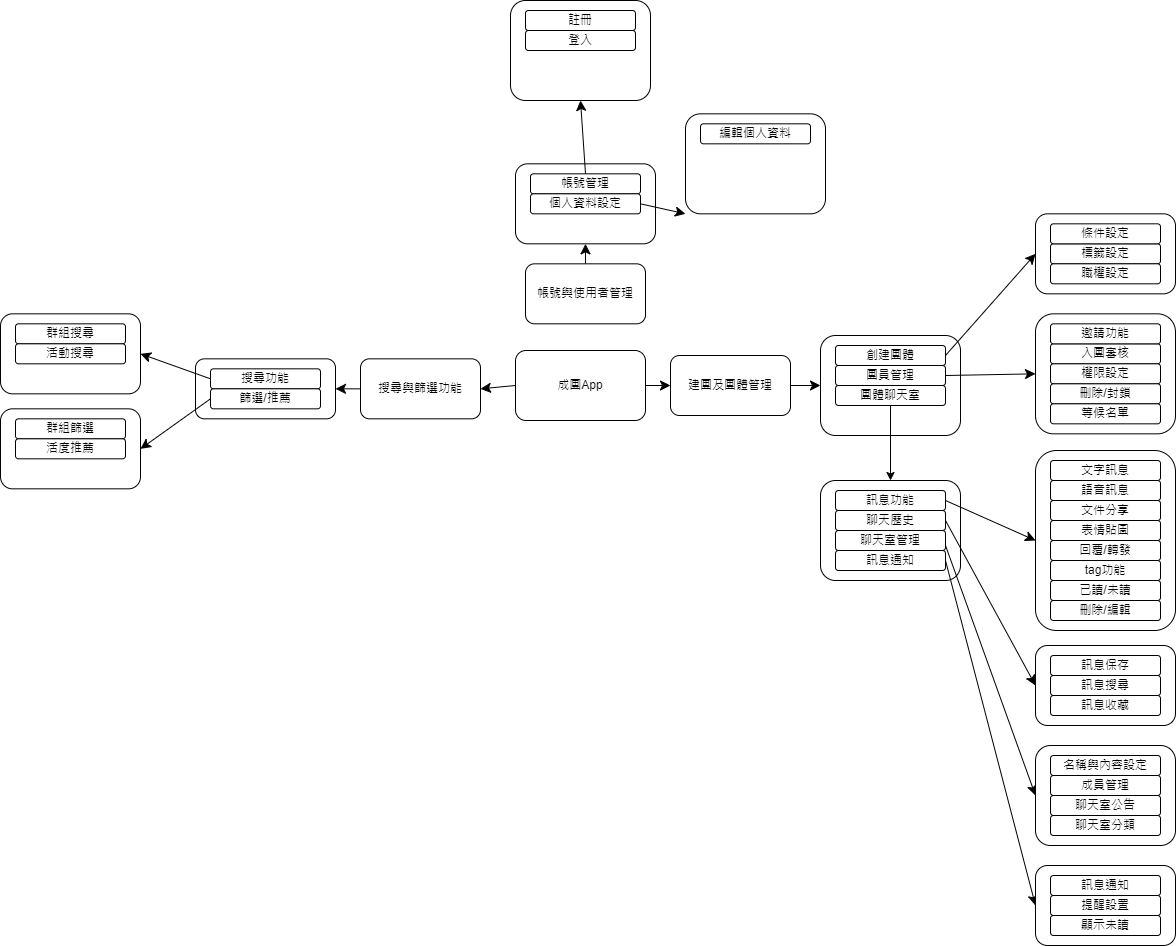 註冊
登入
編輯個人資料
帳號管理
個人資料設定
帳號與使用者管理
條件設定
標籤設定
職權設定
群組搜尋
活動搜尋
群組篩選
活度推薦
搜尋功能
篩選/推薦
搜尋與篩選功能
成團App
建團及團體管理
創建團體
團員管理
團體聊天室
邀請功能
入團審核
權限設定
刪除/封鎖
等候名單
訊息功能
聊天歷史
聊天室管理
訊息通知
文字訊息
語音訊息
文件分享
表情貼圖
回覆/轉發
tag功能
已讀/未讀
刪除/編輯
訊息保存
訊息搜尋
訊息收藏
名稱與內容設定
成員管理
聊天室公告
聊天室分類
訊息通知
提醒設置
顯示未讀